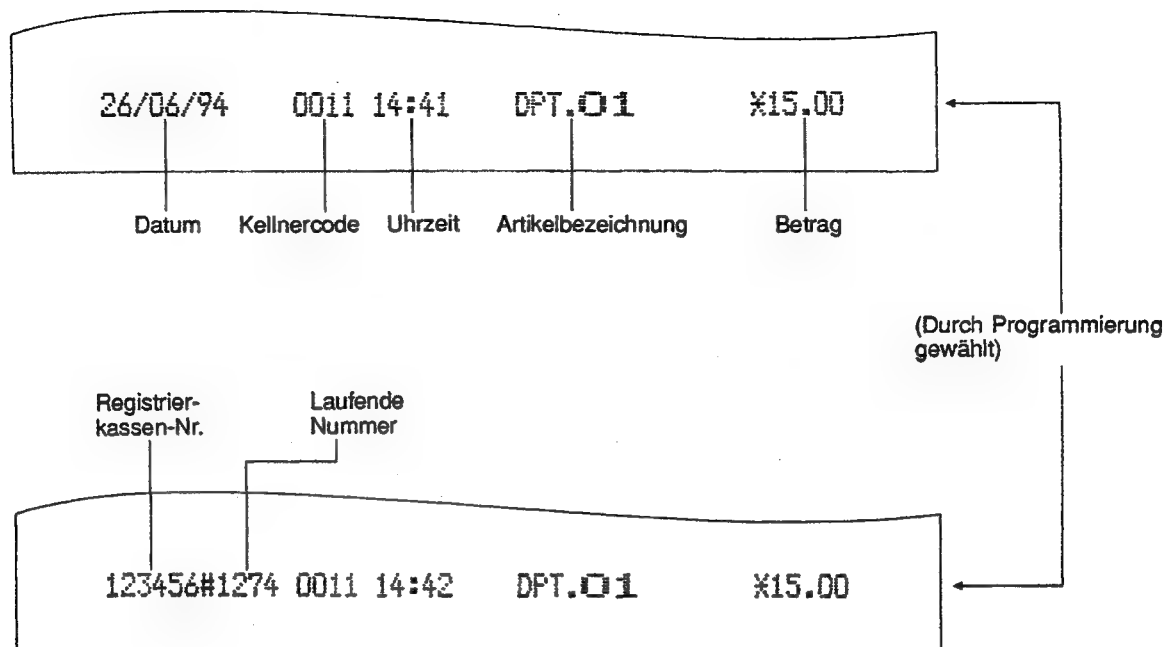 26/06/94 0011 14:41 DPT.01 ¥15.00
Datum Kellnercode Uhrzeit Artikelbezeichnung Betrag
(Durch Programmierung
gewählt)
Registrier-
kassen-Nr.
Laufende
Nummer
123456#1274 0011 14:42 DPT.01 ¥15.00